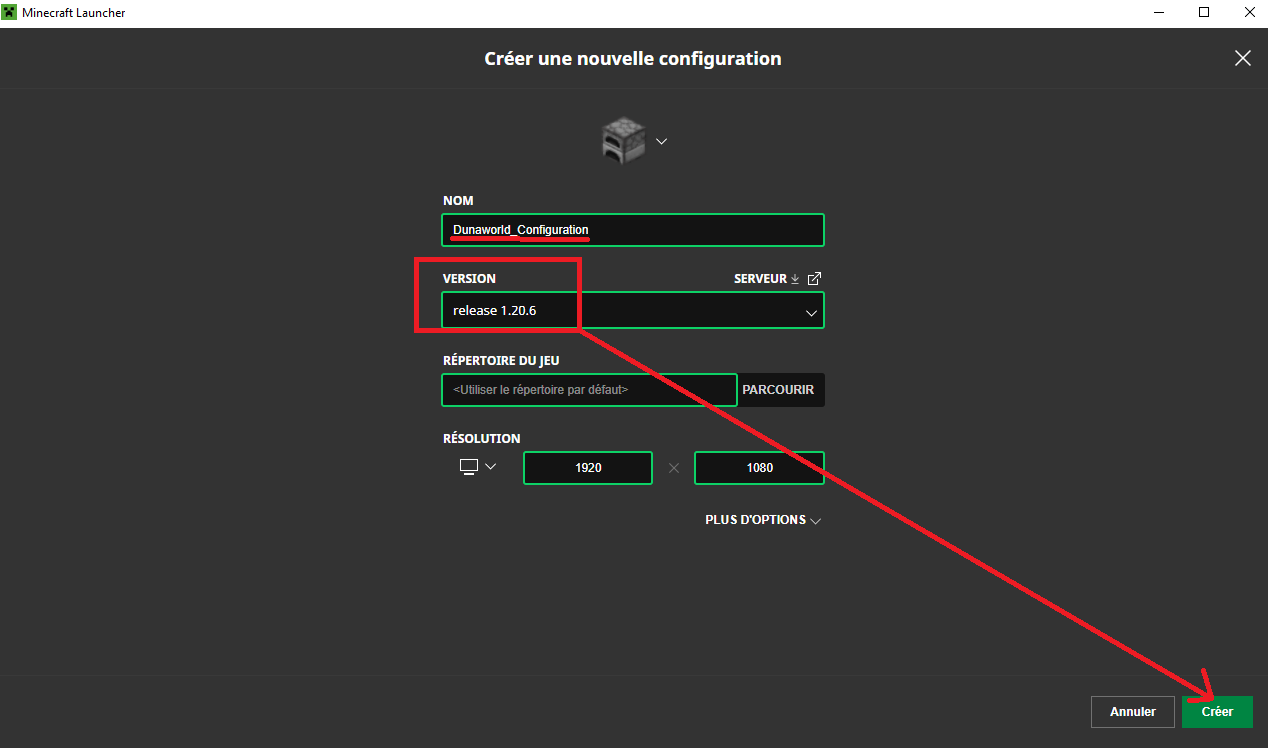 Minecraft Launcher
Créer une nouvelle configuration
NOM
Dunaworld_Configuration
VERSION
SERVEUR
release 1.20.6
RÉPERTOIRE DU JEU
<Utiliser le répertoire par défaut>
PARCOURIR
RÉSOLUTION
1920 × 1080
PLUS D'OPTIONS
Annuler
Créer